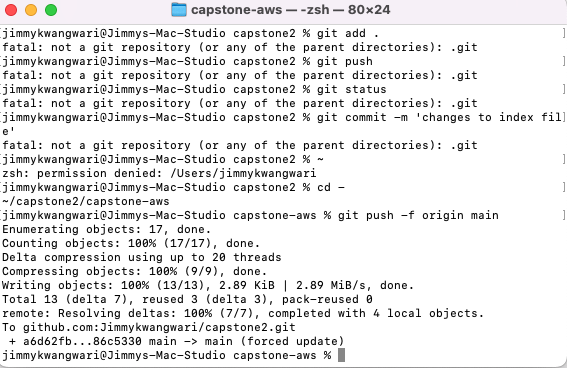 capstone-aws — -zsh — 80×24
[jimmykwangwari@Jimmys-Mac-Studio capstone2 % git add . ]
fatal: not a git repository (or any of the parent directories): .git
[jimmykwangwari@Jimmys-Mac-Studio capstone2 % git push ]
fatal: not a git repository (or any of the parent directories): .git
[jimmykwangwari@Jimmys-Mac-Studio capstone2 % git status ]
fatal: not a git repository (or any of the parent directories): .git
[jimmykwangwari@Jimmys-Mac-Studio capstone2 % git commit -m 'changes to index fil]
e'
fatal: not a git repository (or any of the parent directories): .git
[jimmykwangwari@Jimmys-Mac-Studio capstone2 % ~ ]
zsh: permission denied: /Users/jimmykwangwari
[jimmykwangwari@Jimmys-Mac-Studio capstone2 % cd - ]
~/capstone2/capstone-aws
[jimmykwangwari@Jimmys-Mac-Studio capstone-aws % git push -f origin main ]
Enumerating objects: 17, done.
Counting objects: 100% (17/17), done.
Delta compression using up to 20 threads
Compressing objects: 100% (9/9), done.
Writing objects: 100% (13/13), 2.89 KiB | 2.89 MiB/s, done.
Total 13 (delta 7), reused 3 (delta 3), pack-reused 0
remote: Resolving deltas: 100% (7/7), completed with 4 local objects.
To github.com:Jimmykwangwari/capstone2.git
 + a6d62fb...86c5330 main -> main (forced update)
jimmykwangwari@Jimmys-Mac-Studio capstone-aws %